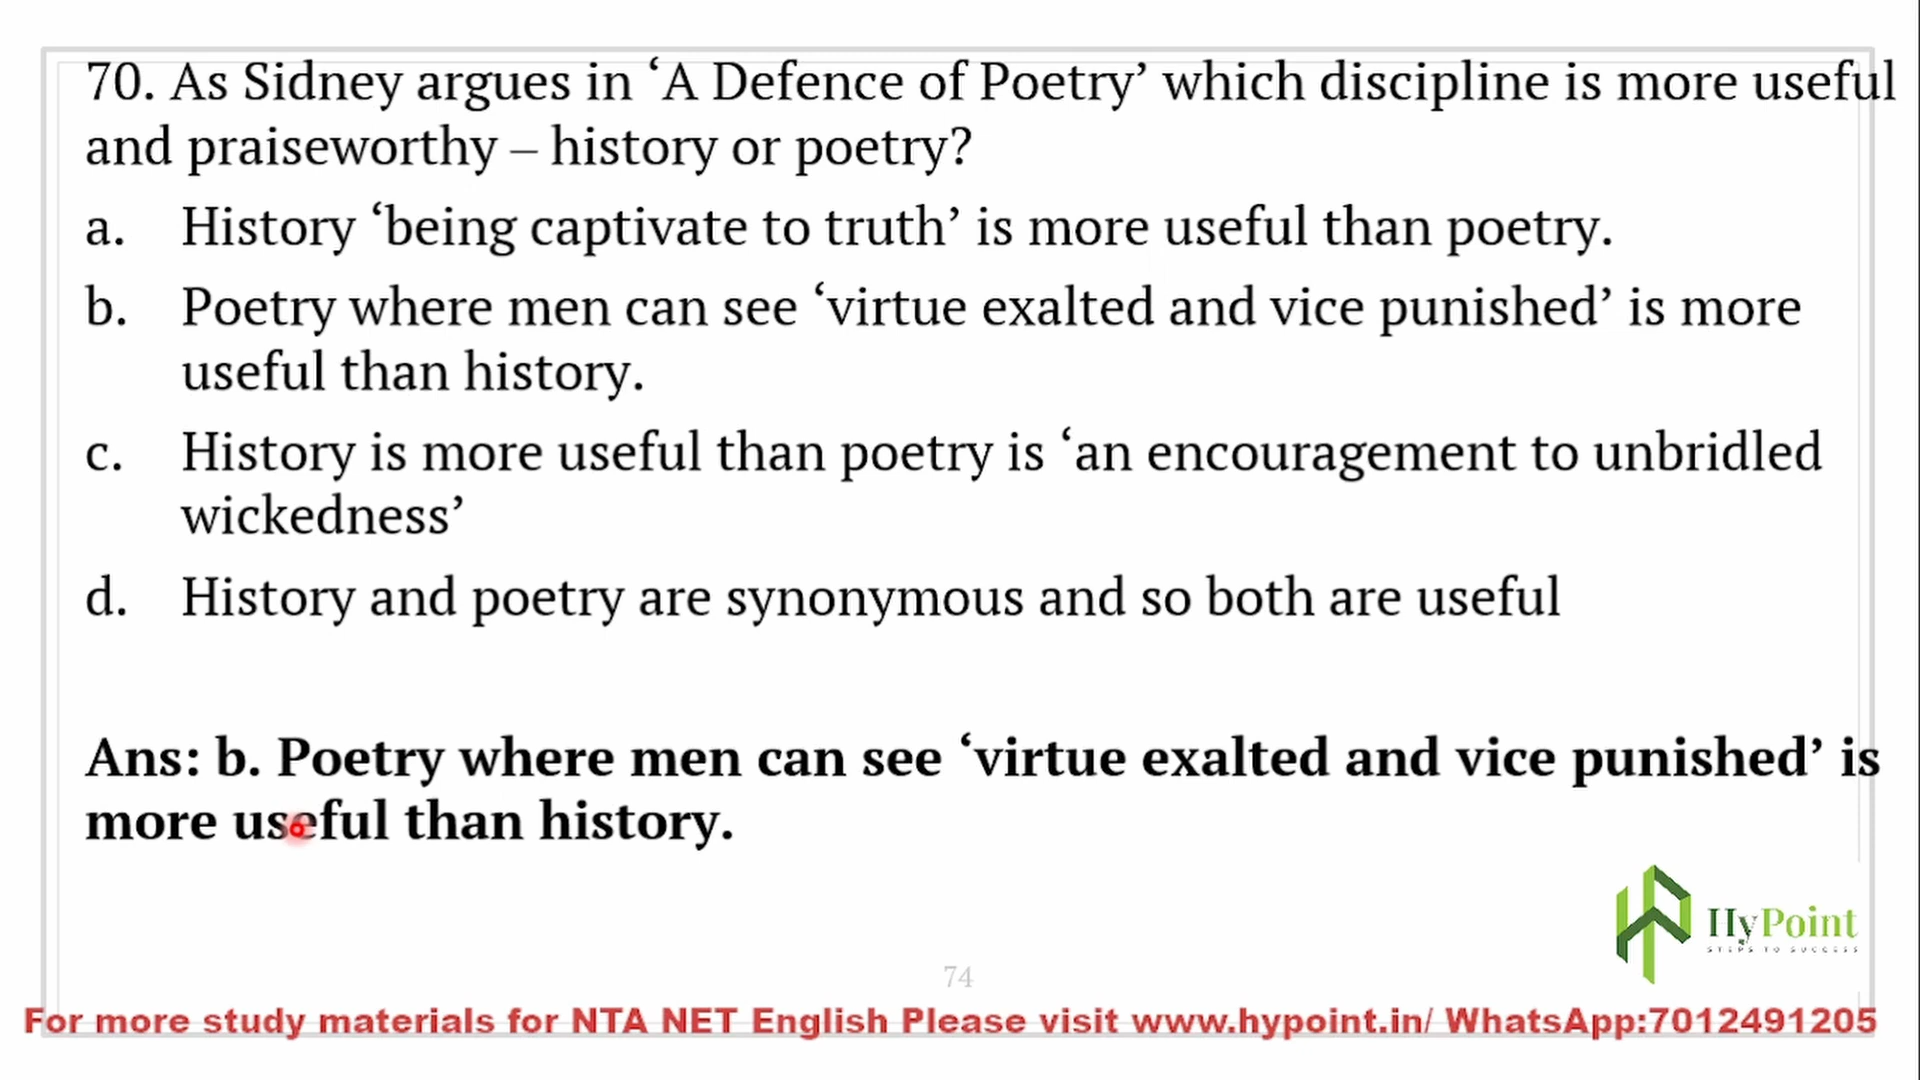 70. As Sidney argues in ‘A Defence of Poetry’ which discipline is more useful
and praiseworthy – history or poetry?
a. History ‘being captivate to truth’ is more useful than poetry.
b. Poetry where men can see ‘virtue exalted and vice punished’ is more
useful than history.
c. History is more useful than poetry is ‘an encouragement to unbridled
wickedness’
d. History and poetry are synonymous and so both are useful
Ans: b. Poetry where men can see ‘virtue exalted and vice punished’ is
more useful than history.
HyPoint
STEPS TO SUCCESS
74
For more study materials for NTA NET English Please visit www.hypoint.in/ WhatsApp:7012491205